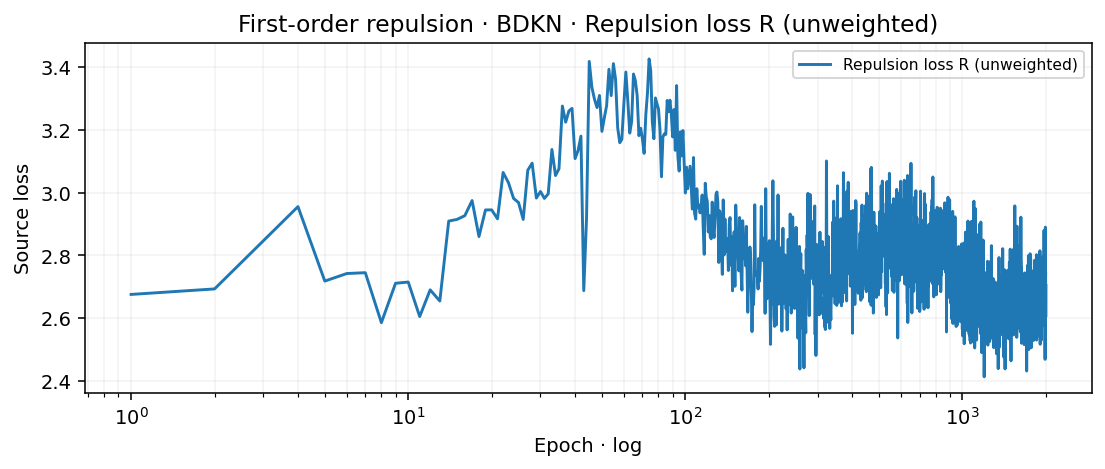 First-order repulsion · BDKN · Repulsion loss R (unweighted)
Repulsion loss R (unweighted)
Source loss
3.4
3.2
3.0
2.8
2.6
2.4
10⁰
10¹
10²
10³
Epoch · log